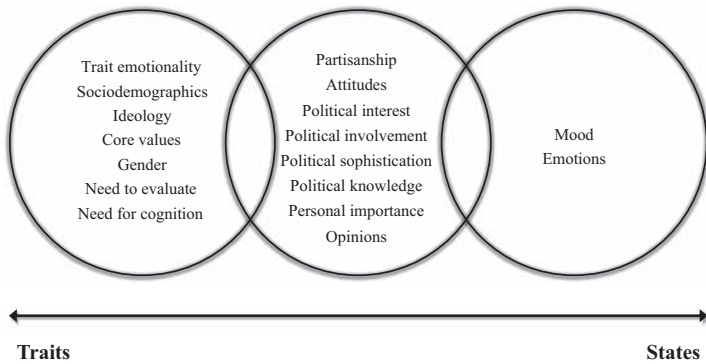 Trait emotionality
Sociodemographics
Ideology
Core values
Gender
Need to evaluate
Need for cognition
Partisanship
Attitudes
Political interest
Political involvement
Political sophistication
Political knowledge
Personal importance
Opinions
Mood
Emotions
Traits
States